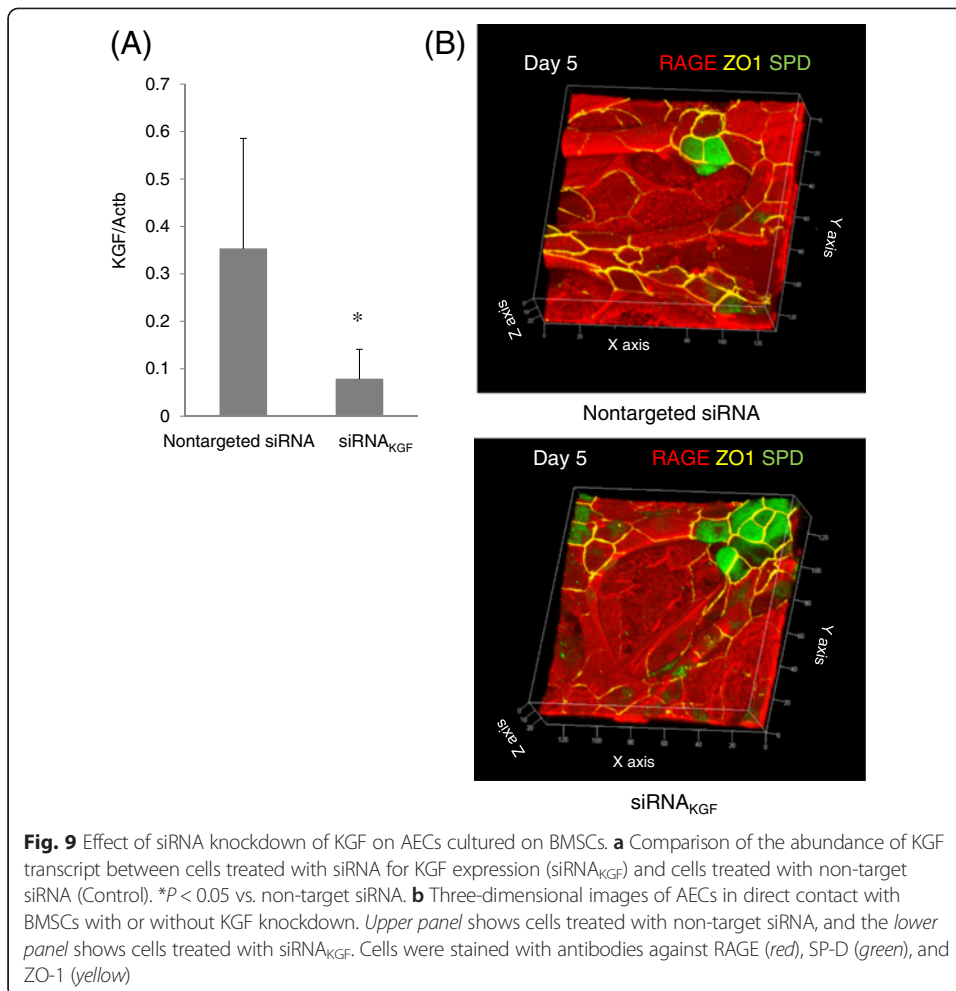 (A)
(B)
0.7
0.6
0.5
0.4
0.3
0.2
0.1
0
KGF/Actb
*
Nontargeted siRNA
siRNAKGF
Day 5 RAGE ZO1 SPD
X axis
Y axis
Z axis
Nontargeted siRNA
Day 5 RAGE ZO1 SPD
X axis
Y axis
Z axis
siRNAKGF
Fig. 9 Effect of siRNA knockdown of KGF on AECs cultured on BMSCs. a Comparison of the abundance of KGF
transcript between cells treated with siRNA for KGF expression (siRNAKGF) and cells treated with non-target
siRNA (Control). *P < 0.05 vs. non-target siRNA. b Three-dimensional images of AECs in direct contact with
BMSCs with or without KGF knockdown. Upper panel shows cells treated with non-target siRNA, and the lower
panel shows cells treated with siRNAKGF. Cells were stained with antibodies against RAGE (red), SP-D (green), and
ZO-1 (yellow)